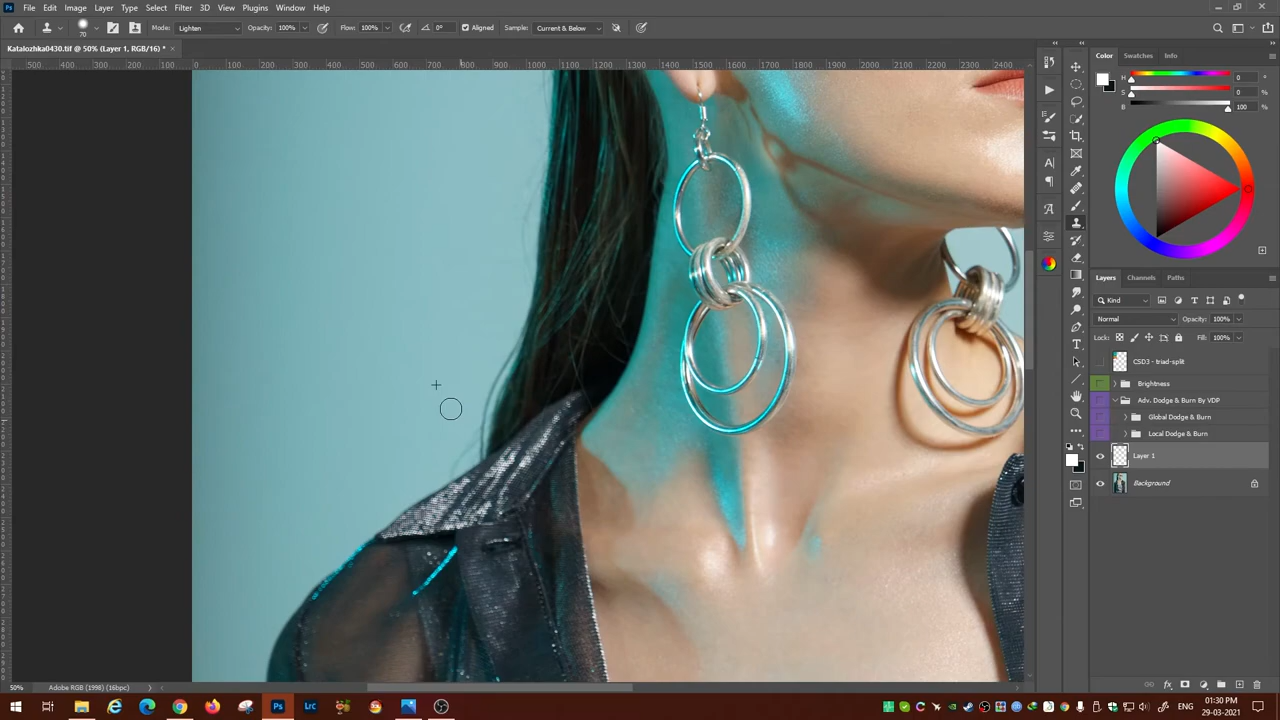 Ps File Edit Image Layer Type Select Filter 3D View Plugins Window Help
70 Mode: Lighten Opacity: 100% Flow: 100% 0° Aligned Sample: Current & Below
Katalozhka0430.tif @ 50% (Layer 1, RGB/16) * ×
500 400 300 200 100 0 100 200 300 400 500 600 700 800 900 1000 1100 1200 1300 1400 1500 1600 1700 1800 1900 2000 2100 2200 2300 2400
Color Swatches Info
H 0 °
S 0 %
B 100 %
Layers Channels Paths
Kind
Normal Opacity: 100%
Lock: Fill: 100%
CSD3 - triad-split
Brightness
Adv. Dodge & Burn By VDP
Global Dodge & Burn
Local Dodge & Burn
Layer 1
Background
50% Adobe RGB (1998) (16bpc)
Ps Lrc
01:30 PM
29-03-2021